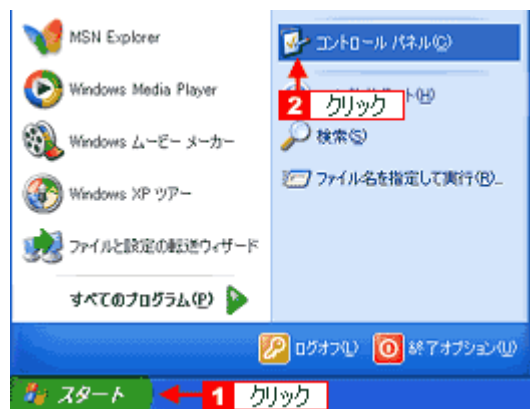 MSN Explorer
Windows Media Player
Windows ムービー メーカー
Windows XP ツアー
ファイルと設定の転送ウィザード
すべてのプログラム(P)
コントロール パネル(C)
2 クリック
ト(H)
検索(S)
ファイル名を指定して実行(R)...
ログオフ(L)
終了オプション(U)
スタート
1 クリック